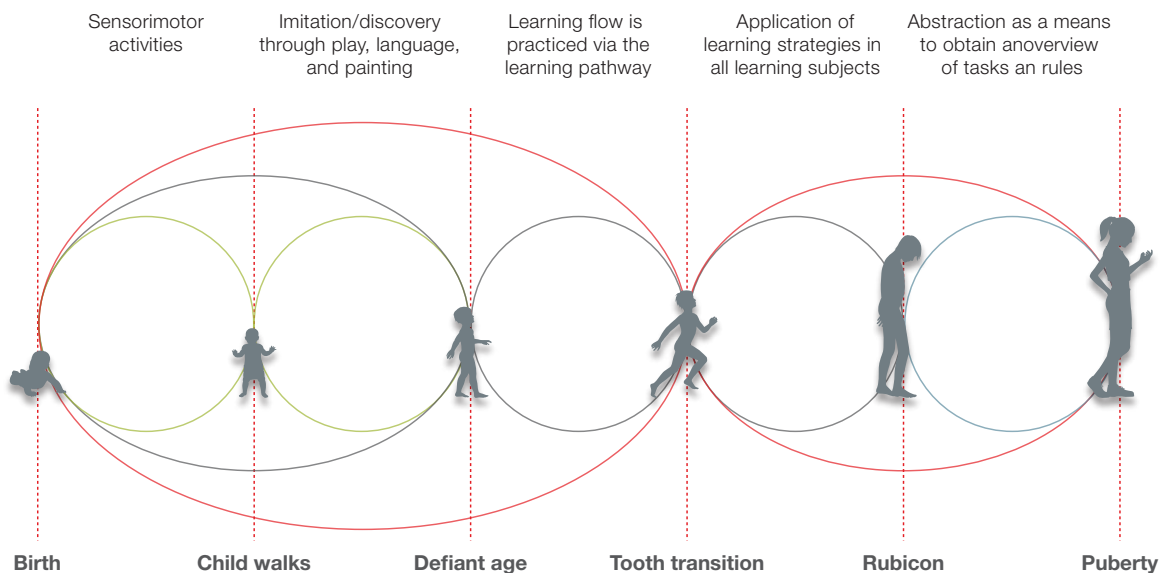 Sensorimotor
activities
Imitation/discovery
through play, language,
and painting
Learning flow is
practiced via the
learning pathway
Application of
learning strategies in
all learning subjects
Abstraction as a means
to obtain anoverview
of tasks an rules
Birth
Child walks
Defiant age
Tooth transition
Rubicon
Puberty